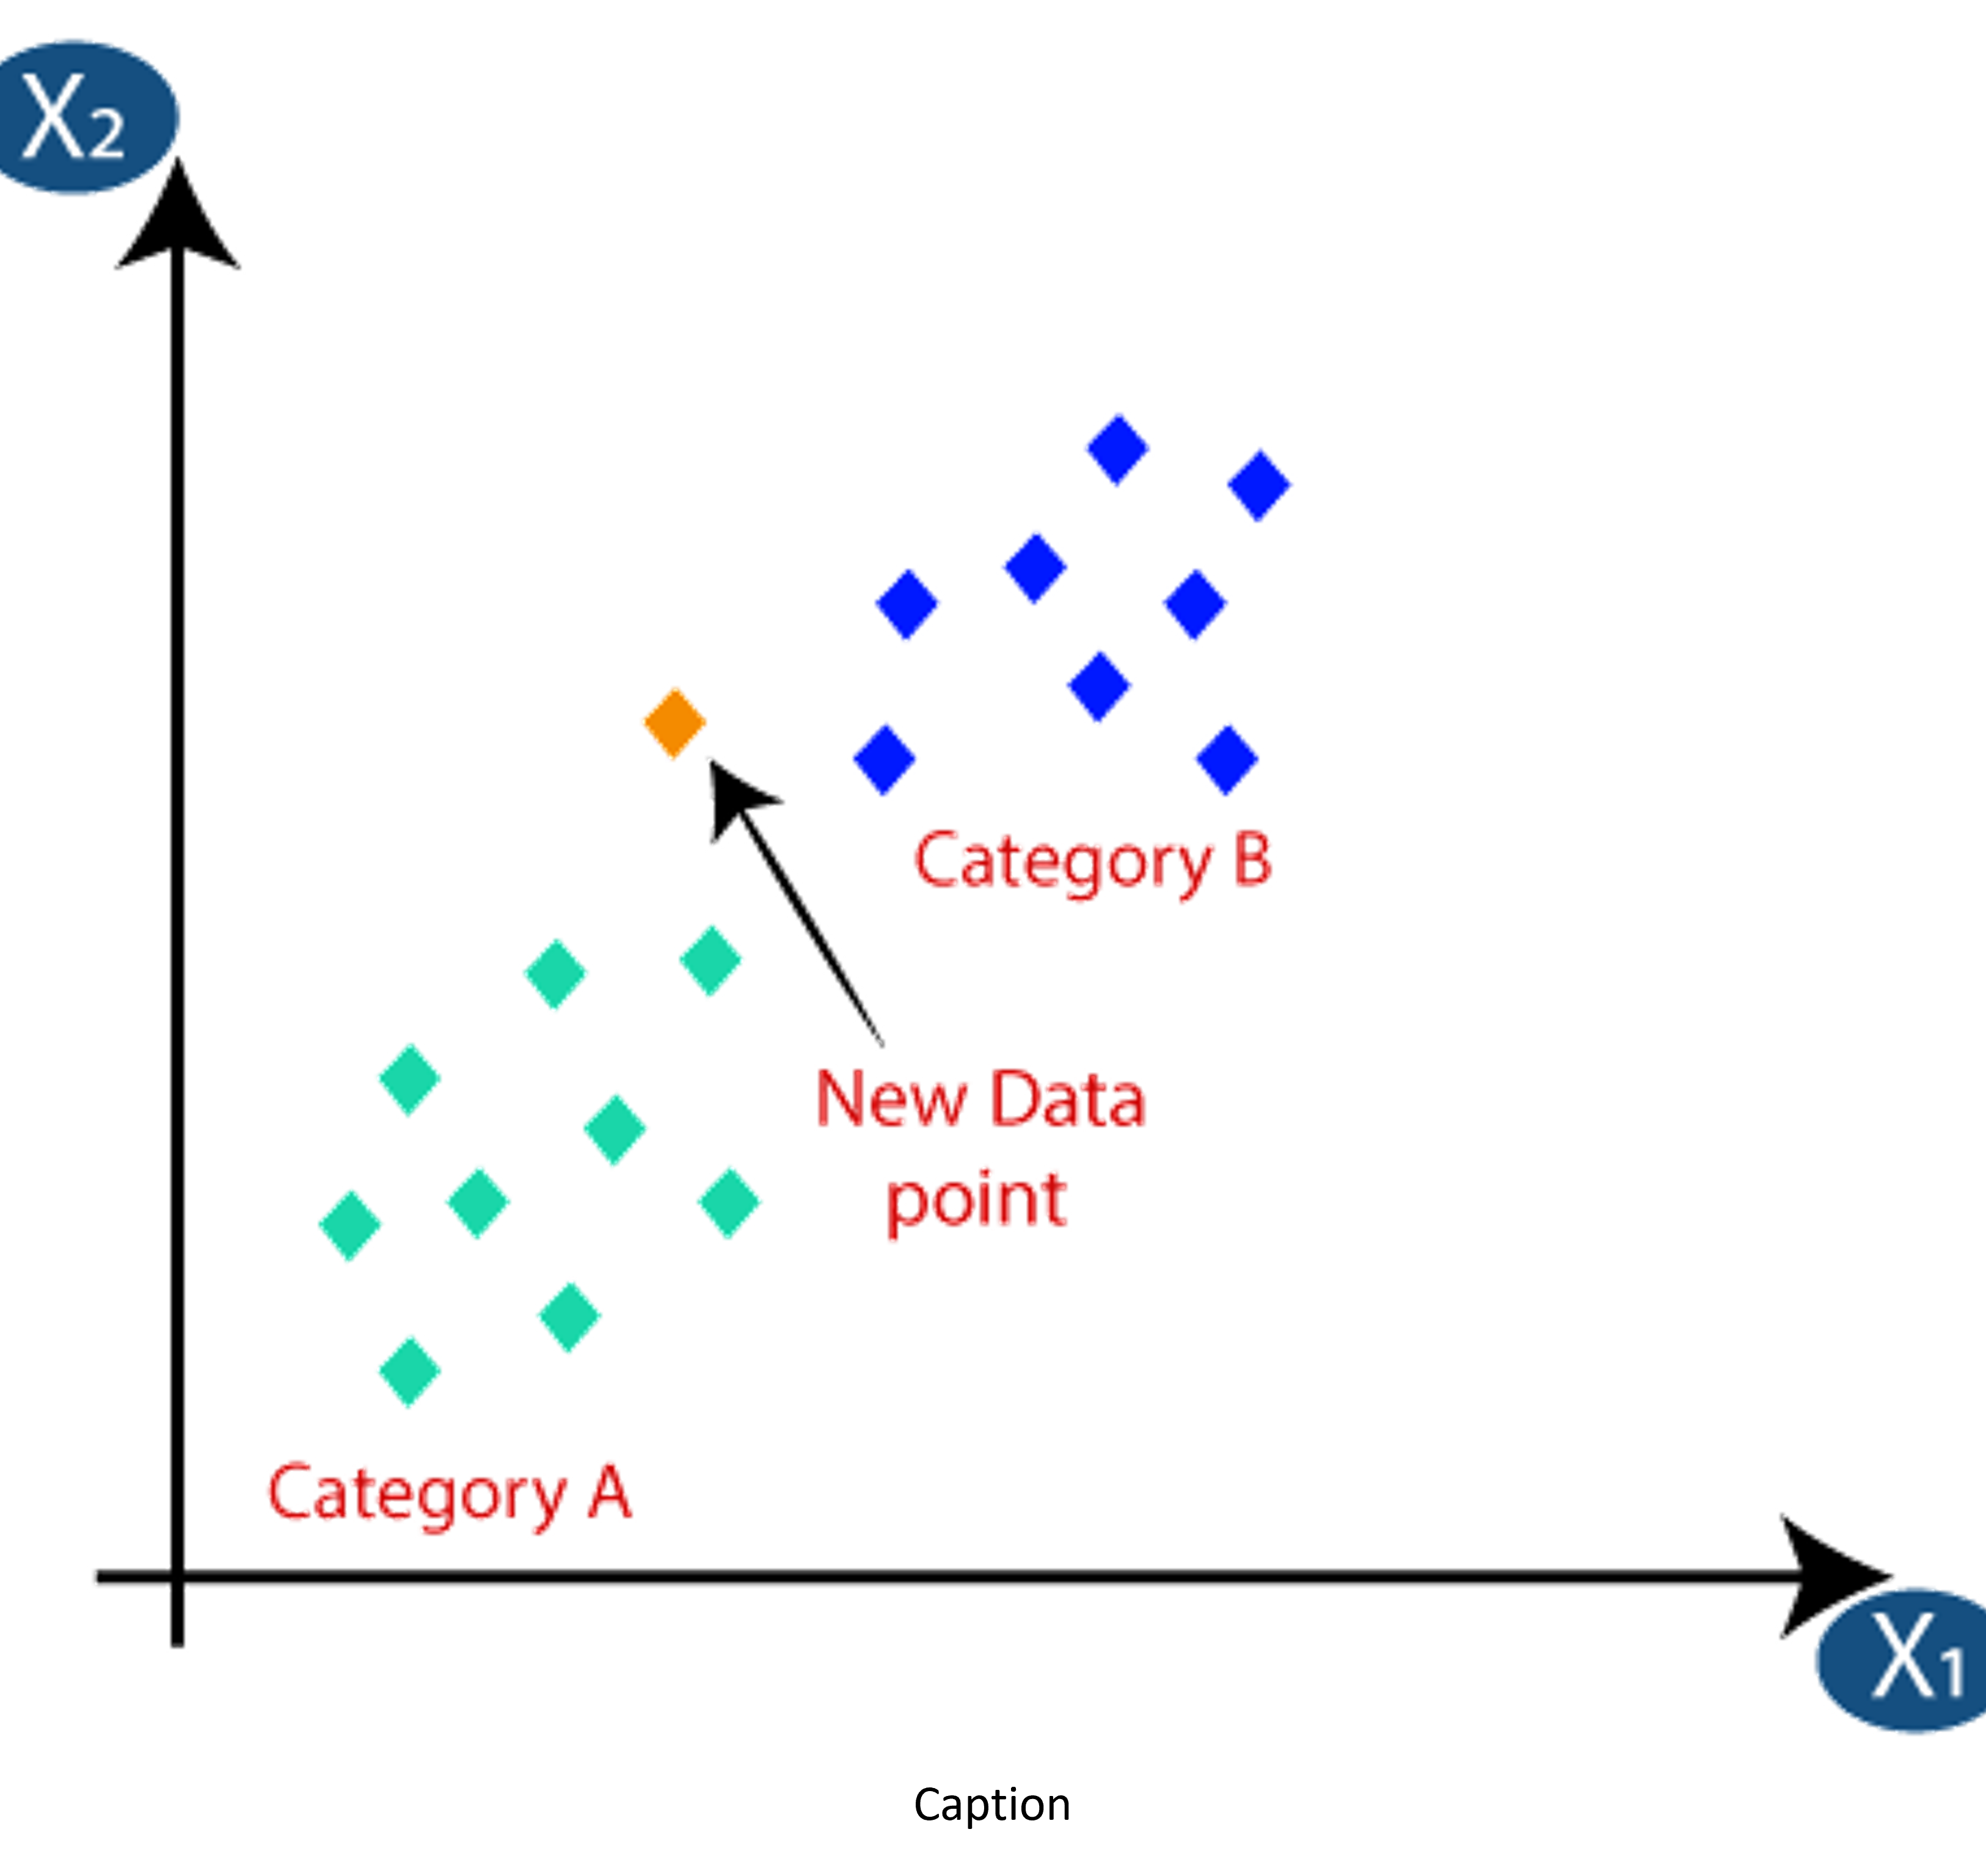 X2
Category B
New Data
point
Category A
X1
Caption